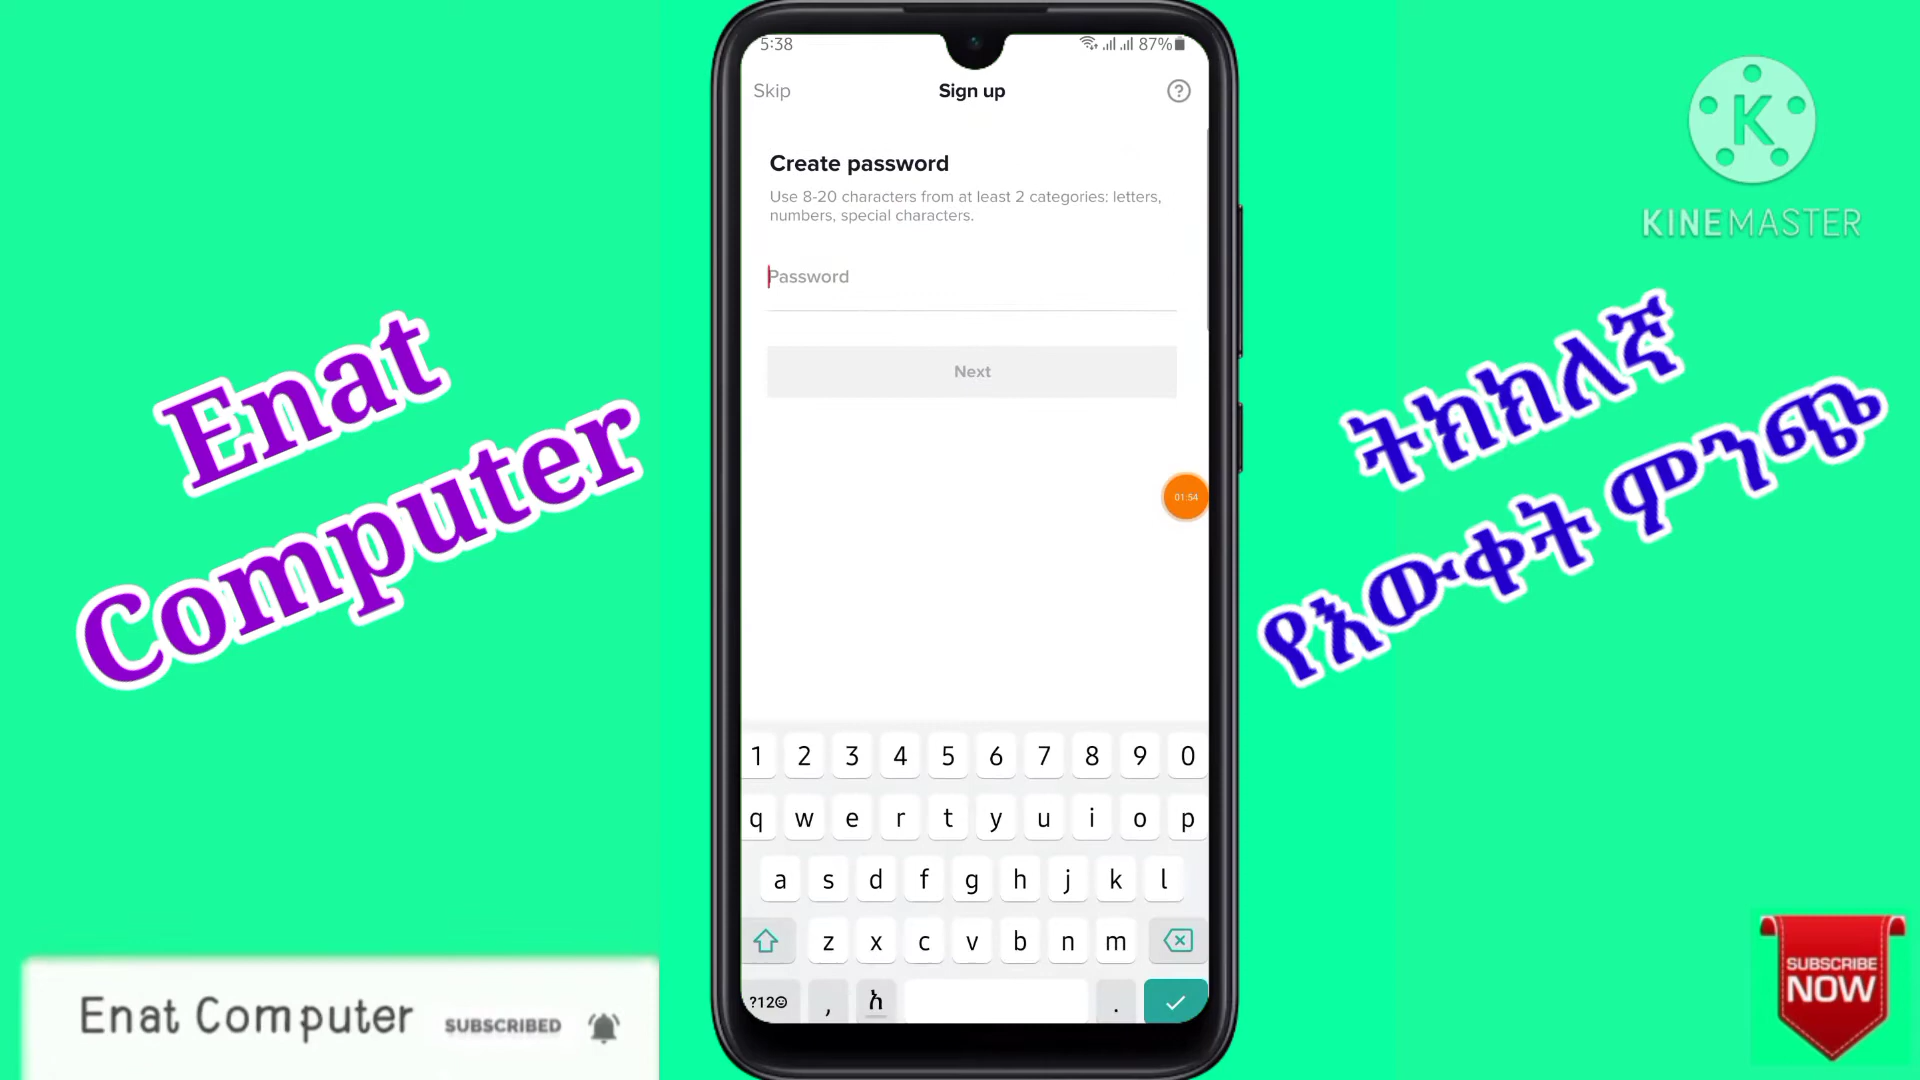 5:38
87%
Skip
Sign up
?
Create password
Use 8-20 characters from at least 2 categories: letters,
numbers, special characters.
Password
Next
01:54
1 2 3 4 5 6 7 8 9 0
q w e r t y u i o p
a s d f g h j k l
z x c v b n m
?12☺ , አ .
Enat
Computer
K
KINEMASTER
ትክክለኛ
የእውቀት ምንጫ
Enat Computer
SUBSCRIBED
SUBSCRIBE
NOW